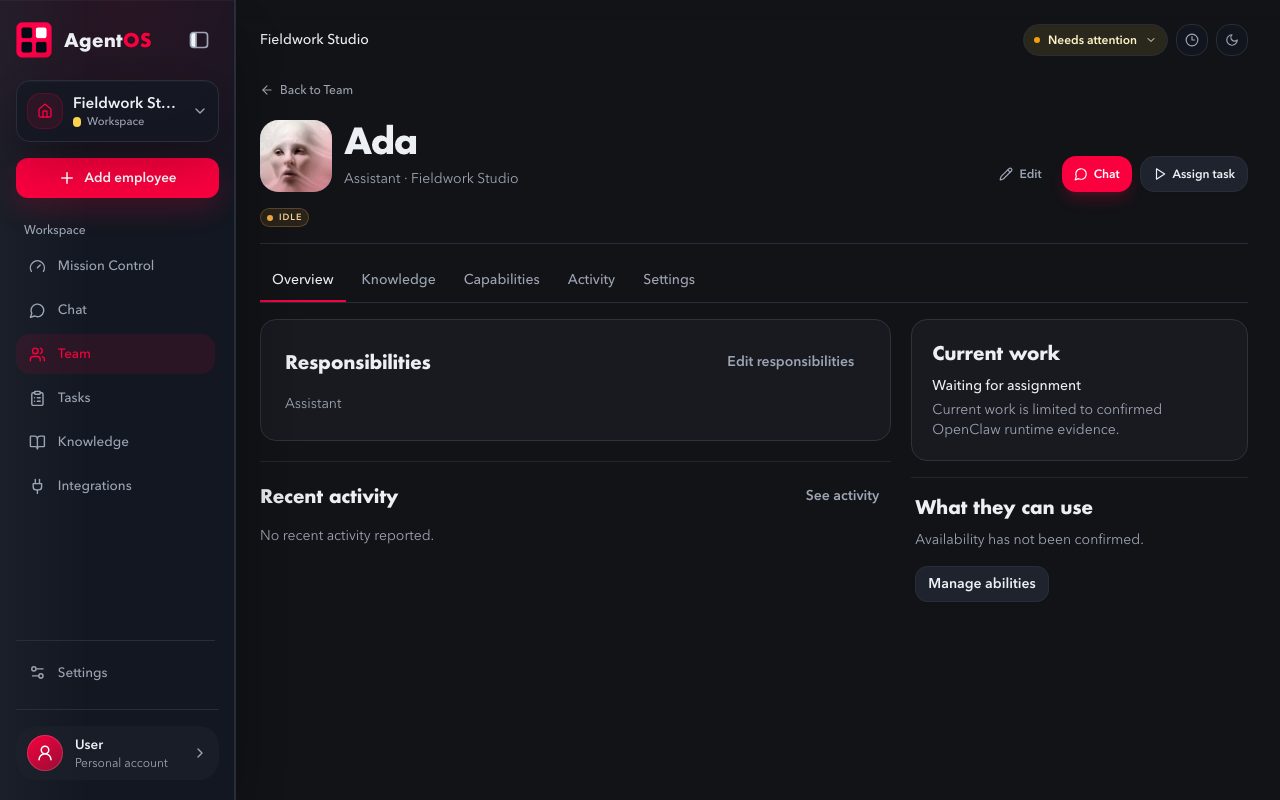 AgentOS
Fieldwork St...
Workspace
Add employee
Workspace
Mission Control
Chat
Team
Tasks
Knowledge
Integrations
Settings
User
Personal account
Fieldwork Studio
Needs attention
Back to Team
Ada
Assistant · Fieldwork Studio
Edit
Chat
Assign task
IDLE
Overview
Knowledge
Capabilities
Activity
Settings
Responsibilities
Edit responsibilities
Assistant
Recent activity
See activity
No recent activity reported.
Current work
Waiting for assignment
Current work is limited to confirmed
OpenClaw runtime evidence.
What they can use
Availability has not been confirmed.
Manage abilities